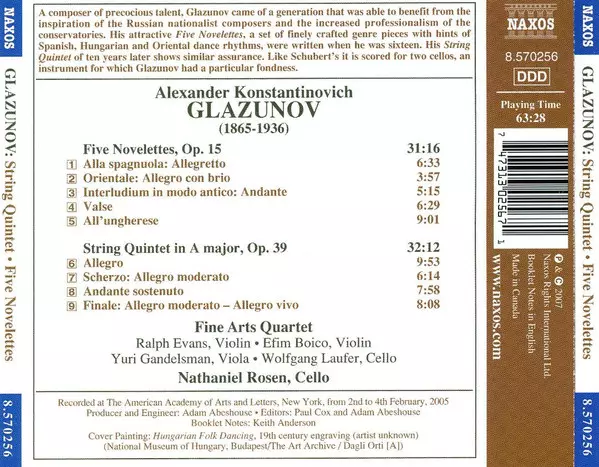 NAXOS
GLAZUNOV: String Quintet • Five Novelettes
8.570256
A composer of precocious talent, Glazunov came of a generation that was able to benefit from the
inspiration of the Russian nationalist composers and the increased professionalism of the
conservatories. His attractive Five Novelettes, a set of finely crafted genre pieces with hints of
Spanish, Hungarian and Oriental dance rhythms, were written when he was sixteen. His String
Quintet of ten years later shows similar assurance. Like Schubert's it is scored for two cellos, an
instrument for which Glazunov had a particular fondness.
Alexander Konstantinovich
GLAZUNOV
(1865-1936)
Five Novelettes, Op. 15 31:16
1 Alla spagnuola: Allegretto 6:33
2 Orientale: Allegro con brio 3:57
3 Interludium in modo antico: Andante 5:15
4 Valse 6:29
5 All'ungherese 9:01
String Quintet in A major, Op. 39 32:12
6 Allegro 9:53
7 Scherzo: Allegro moderato 6:14
8 Andante sostenuto 7:58
9 Finale: Allegro moderato – Allegro vivo 8:08
Fine Arts Quartet
Ralph Evans, Violin • Efim Boico, Violin
Yuri Gandelsman, Viola • Wolfgang Laufer, Cello
Nathaniel Rosen, Cello
Recorded at The American Academy of Arts and Letters, New York, from 2nd to 4th February, 2005
Producer and Engineer: Adam Abeshouse • Editors: Paul Cox and Adam Abeshouse
Booklet Notes: Keith Anderson
Cover Painting: Hungarian Folk Dancing, 19th century engraving (artist unknown)
(National Museum of Hungary, Budapest/The Art Archive / Dagli Orti [A])
NAXOS
8.570256
DDD
Playing Time
63:28
7 47313 02567 1
℗ & © 2007
Naxos Rights International Ltd.
Booklet Notes in English
Made in Canada
www.naxos.com
NAXOS
GLAZUNOV: String Quintet • Five Novelettes
8.570256